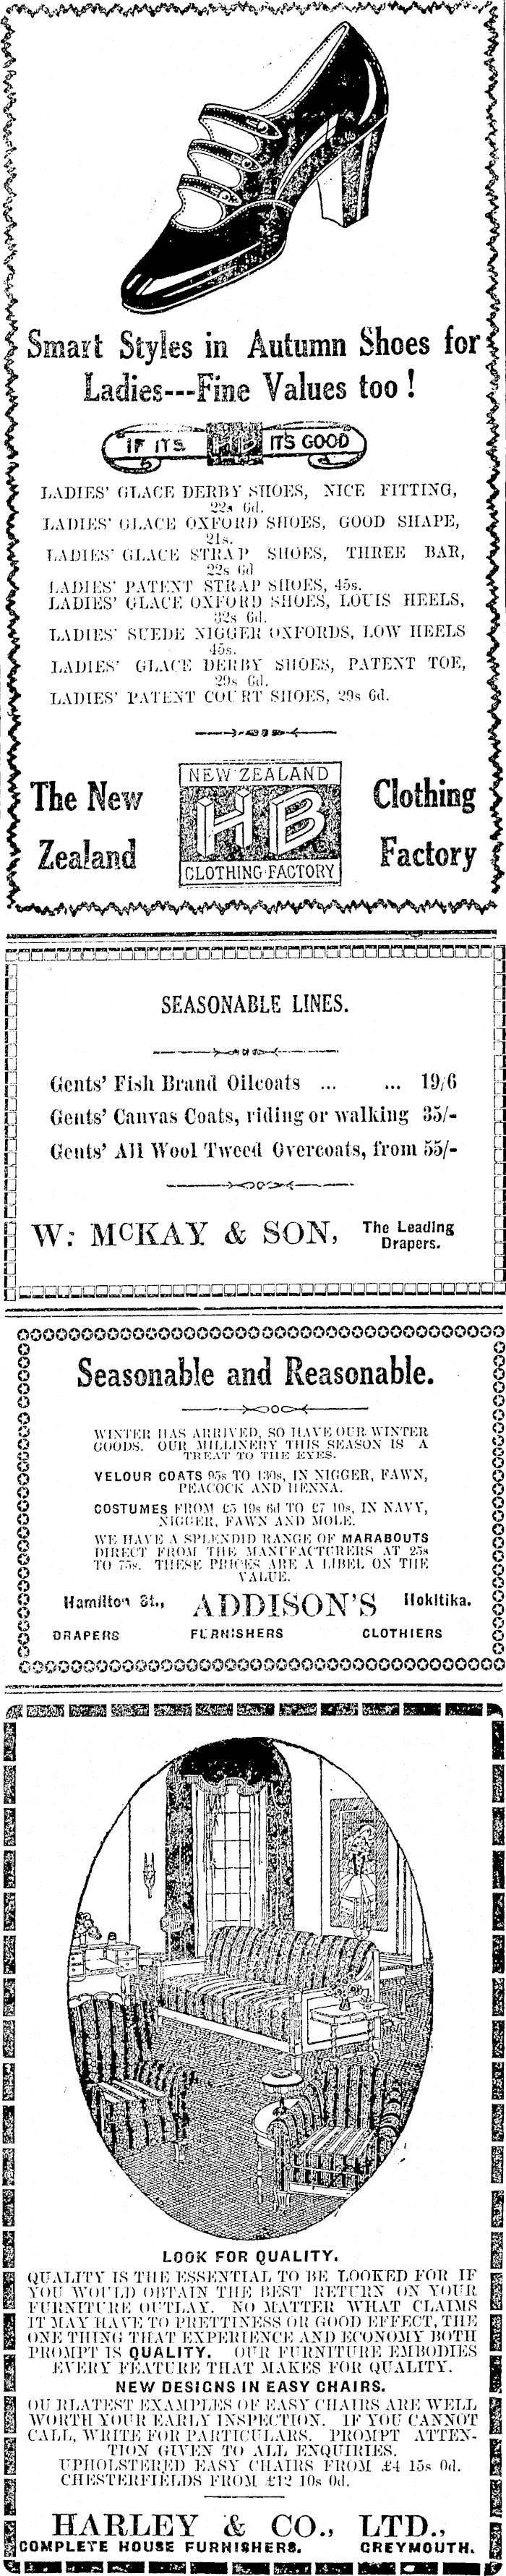 Smart Styles in Autumn Shoes for
Ladies---Fine Values too!
IF ITS HB ITS GOOD
LADIES' GLACE DERBY SHOES, NICE FITTING,
22s 6d.
LADIES' GLACE OXFORD SHOES, GOOD SHAPE,
21s.
LADIES' GLACE STRAP SHOES, THREE BAR,
22s 6d
LADIES' PATENT STRAP SHOES, 45s.
LADIES' GLACE OXFORD SHOES, LOUIS HEELS,
32s 6d.
LADIES' SUEDE NIGGER OXFORDS, LOW HEELS
45s.
LADIES' GLACE DERBY SHOES, PATENT TOE,
29s 6d.
LADIES' PATENT COURT SHOES, 29s 6d.
The New
Zealand
NEW ZEALAND
HB
CLOTHING FACTORY
Clothing
Factory
SEASONABLE LINES.
Gents' Fish Brand Oilcoats ... ... 19/6
Gents' Canvas Coats, riding or walking 35/-
Gents' All Wool Tweed Overcoats, from 55/-
W: McKAY & SON, The Leading
Drapers.
Seasonable and Reasonable.
WINTER HAS ARRIVED, SO HAVE OUR WINTER
GOODS. OUR MILLINERY THIS SEASON IS A
TREAT TO THE EYES.
VELOUR COATS 95s TO 130s, IN NIGGER, FAWN,
PEACOCK AND HENNA.
COSTUMES FROM £5 19s 6d TO £7 10s, IN NAVY,
NIGGER, FAWN AND MOLE.
WE HAVE A SPLENDID RANGE OF MARABOUTS
DIRECT FROM THE MANUFACTURERS AT 25s
TO 75s. THESE PRICES ARE A LIBEL ON THE
VALUE.
Hamilton St., ADDISON'S Hokitika.
DRAPERS FURNISHERS CLOTHIERS
LOOK FOR QUALITY.
QUALITY IS THE ESSENTIAL TO BE LOOKED FOR IF
YOU WOULD OBTAIN THE BEST RETURN ON YOUR
FURNITURE OUTLAY. NO MATTER WHAT CLAIMS
IT MAY HAVE TO PRETTINESS OR GOOD EFFECT, THE
ONE THING THAT EXPERIENCE AND ECONOMY BOTH
PROMPT IS QUALITY. OUR FURNITURE EMBODIES
EVERY FEATURE THAT MAKES FOR QUALITY.
NEW DESIGNS IN EASY CHAIRS.
OU RLATEST EXAMPLES OF EASY CHAIRS ARE WELL
WORTH YOUR EARLY INSPECTION. IF YOU CANNOT
CALL, WRITE FOR PARTICULARS. PROMPT ATTEN-
TION GIVEN TO ALL ENQUIRIES.
UPHOLSTERED EASY CHAIRS FROM £4 15s 0d.
CHESTERFIELDS FROM £12 10s 0d.
HARLEY & CO., LTD.,
COMPLETE HOUSE FURNISHERS. GREYMOUTH.